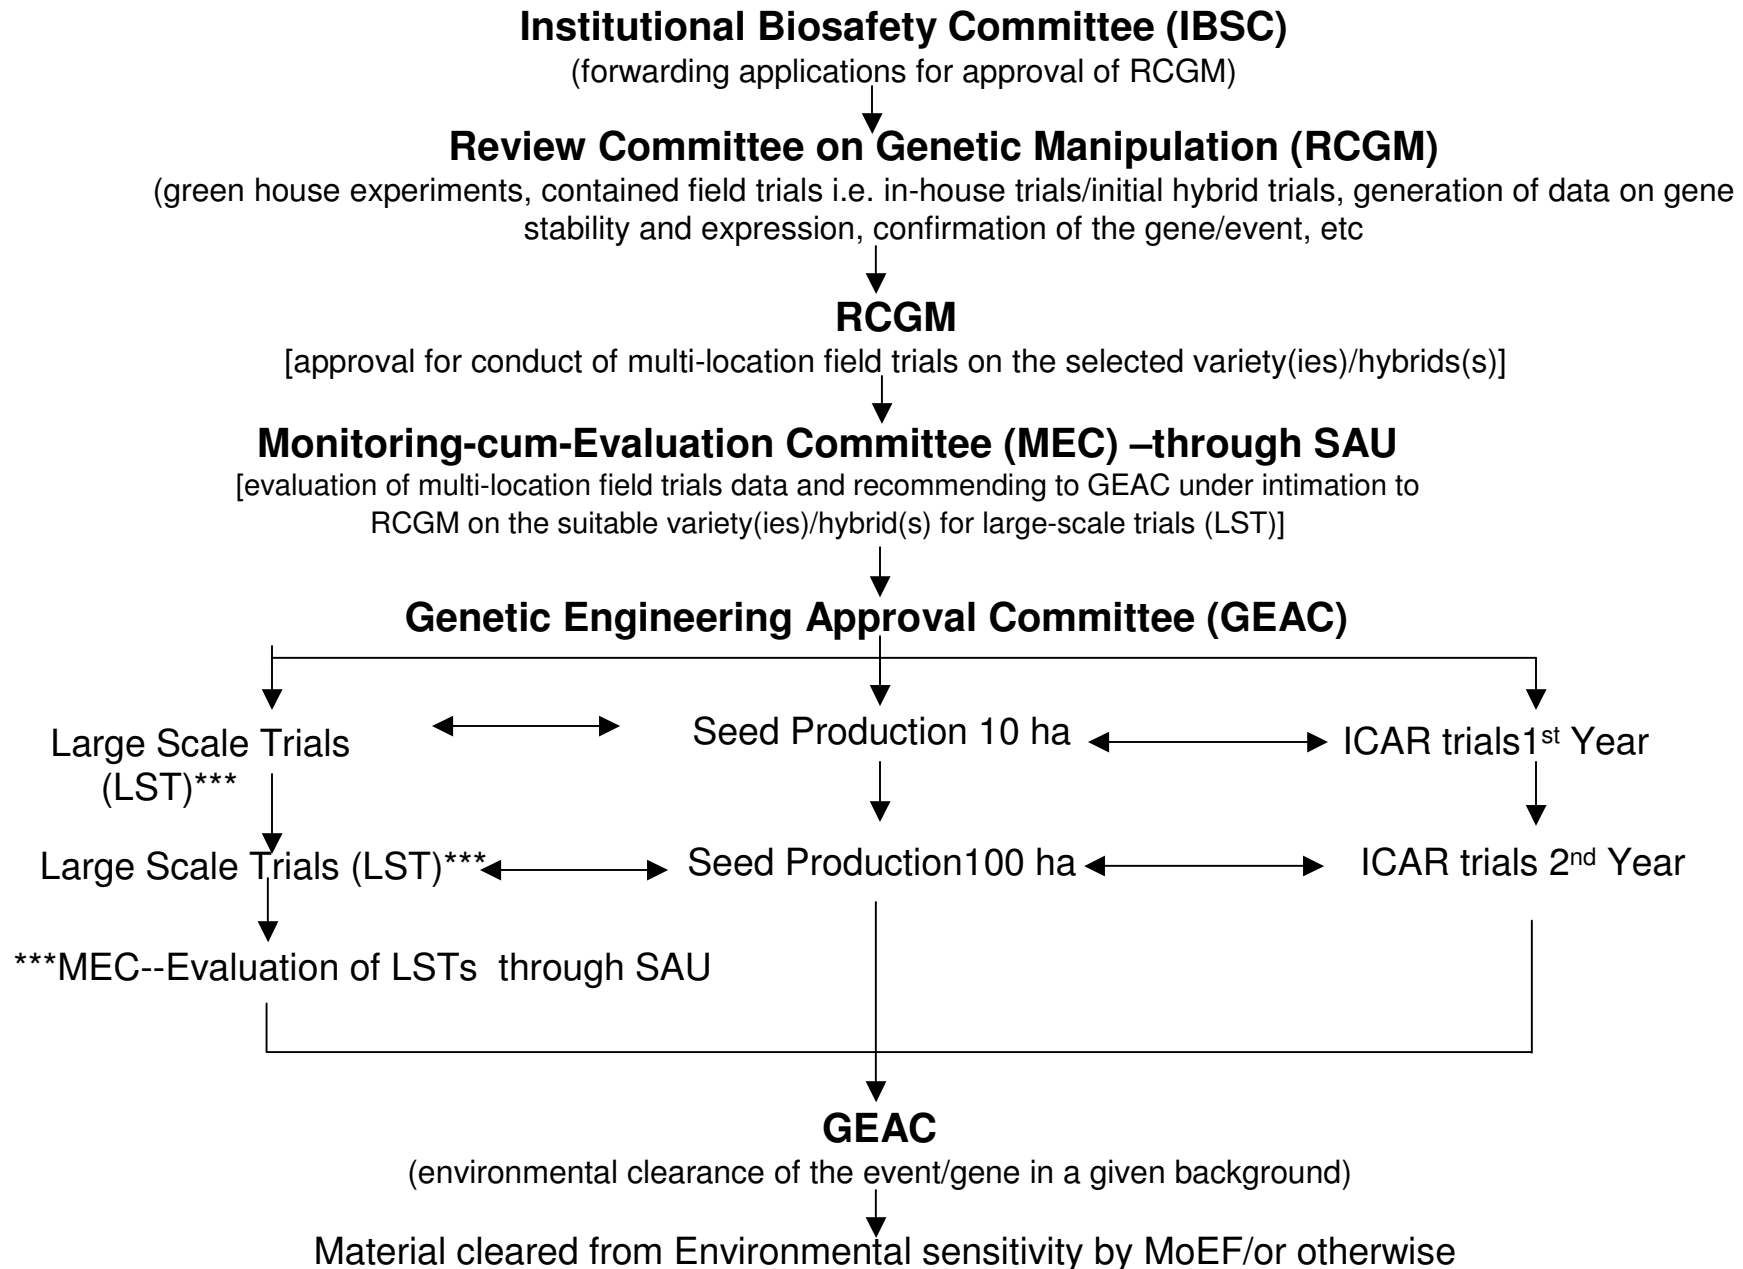 Institutional Biosafety Committee (IBSC)
(forwarding applications for approval of RCGM)
Review Committee on Genetic Manipulation (RCGM)
(green house experiments, contained field trials i.e. in-house trials/initial hybrid trials, generation of data on gene
stability and expression, confirmation of the gene/event, etc
RCGM
[approval for conduct of multi-location field trials on the selected variety(ies)/hybrids(s)]
Monitoring-cum-Evaluation Committee (MEC) –through SAU
[evaluation of multi-location field trials data and recommending to GEAC under intimation to
RCGM on the suitable variety(ies)/hybrid(s) for large-scale trials (LST)]
Genetic Engineering Approval Committee (GEAC)
Large Scale Trials
(LST)***
Seed Production 10 ha
ICAR trials1st Year
Large Scale Trials (LST)***
Seed Production100 ha
ICAR trials 2nd Year
***MEC--Evaluation of LSTs through SAU
GEAC
(environmental clearance of the event/gene in a given background)
Material cleared from Environmental sensitivity by MoEF/or otherwise